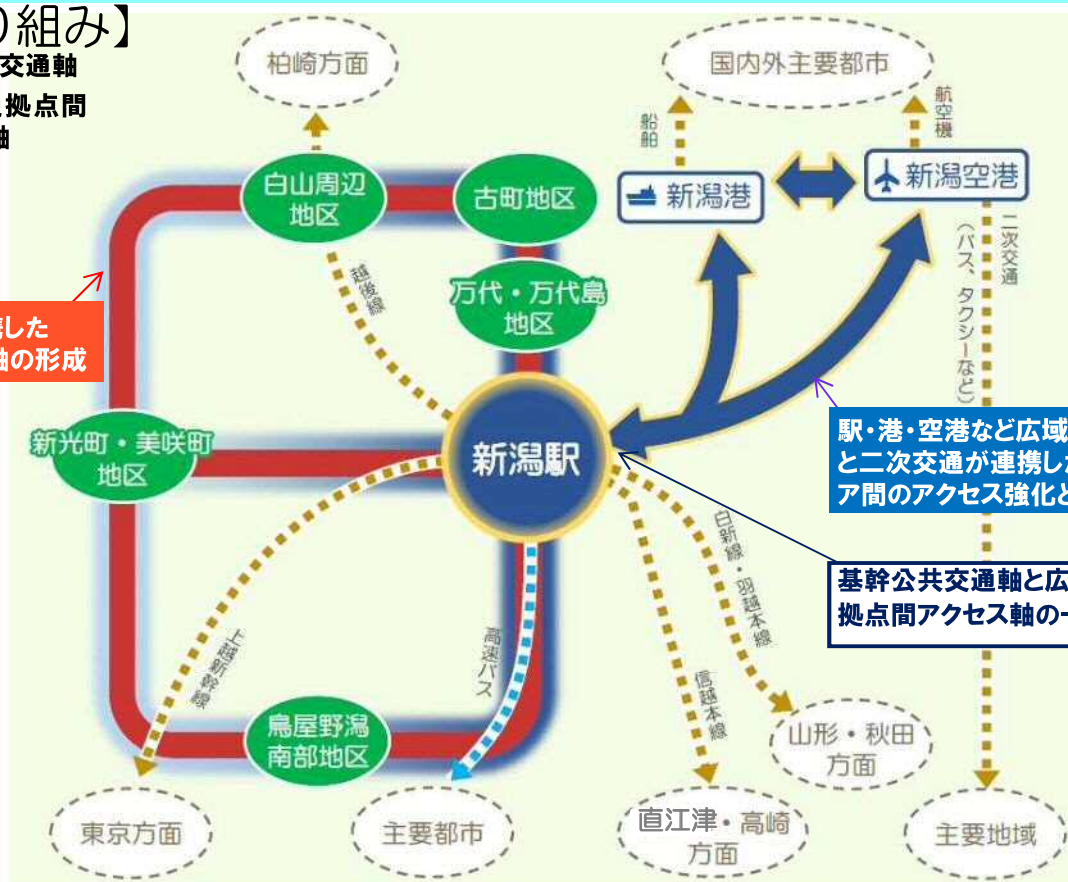 り組み】
交通軸
拠点間
軸
柏崎方面
国内外主要都市
船舶
航空機
白山周辺
地区
古町地区
新潟港
新潟空港
越後線
万代・万代島
地区
二次交通
（バス、タクシーなど）
携した
軸の形成
新光町・美咲町
地区
新潟駅
駅・港・空港など広域
と二次交通が連携した
ア間のアクセス強化と
基幹公共交通軸と広
拠点間アクセス軸の
白新線・羽越本線
上越新幹線
高速バス
信越本線
鳥屋野潟
南部地区
山形・秋田
方面
東京方面
主要都市
直江津・高崎
方面
主要地域